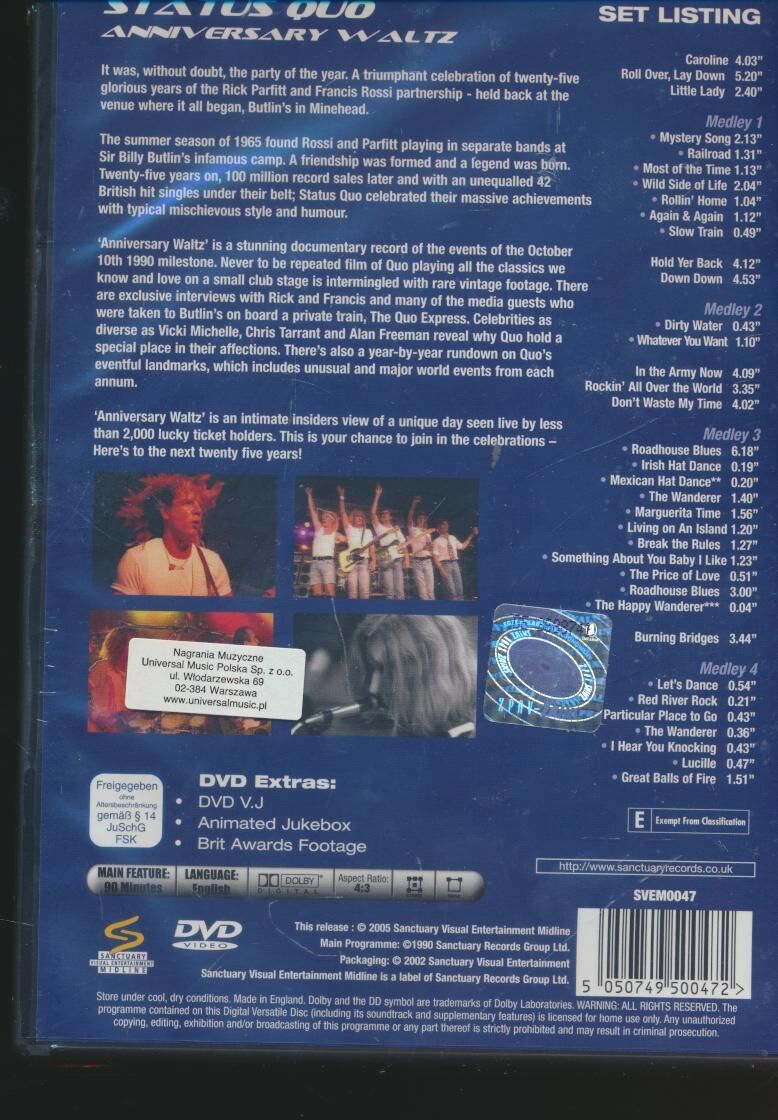 STATUS QUO
ANNIVERSARY WALTZ
It was, without doubt, the party of the year. A triumphant celebration of twenty-five
glorious years of the Rick Parfitt and Francis Rossi partnership - held back at the
venue where it all began, Butlin's in Minehead.
The summer season of 1965 found Rossi and Parfitt playing in separate bands at
Sir Billy Butlin's infamous camp. A friendship was formed and a legend was born.
Twenty-five years on, 100 million record sales later and with an unequalled 42
British hit singles under their belt; Status Quo celebrated their massive achievements
with typical mischievous style and humour.
'Anniversary Waltz' is a stunning documentary record of the events of the October
10th 1990 milestone. Never to be repeated film of Quo playing all the classics we
know and love on a small club stage is intermingled with rare vintage footage. There
are exclusive interviews with Rick and Francis and many of the media guests who
were taken to Butlin's on board a private train, The Quo Express. Celebrities as
diverse as Vicki Michelle, Chris Tarrant and Alan Freeman reveal why Quo hold a
special place in their affections. There's also a year-by-year rundown on Quo's
eventful landmarks, which includes unusual and major world events from each
annum.
'Anniversary Waltz' is an intimate insiders view of a unique day seen live by less
than 2,000 lucky ticket holders. This is your chance to join in the celebrations –
Here's to the next twenty five years!
SET LISTING
Caroline 4.03"
Roll Over, Lay Down 5.20"
Little Lady 2.40"
Medley 1
• Mystery Song 2.13"
• Railroad 1.31"
• Most of the Time 1.13"
• Wild Side of Life 2.04"
• Rollin' Home 1.04"
• Again & Again 1.12"
• Slow Train 0.49"
Hold Yer Back 4.12"
Down Down 4.53"
Medley 2
• Dirty Water 0.43"
• Whatever You Want 1.10"
In the Army Now 4.09"
Rockin' All Over the World 3.35"
Don't Waste My Time 4.02"
Medley 3
• Roadhouse Blues 6.18"
• Irish Hat Dance 0.19"
• Mexican Hat Dance** 0.20"
• The Wanderer 1.40"
• Marguerita Time 1.56"
• Living on An Island 1.20"
• Break the Rules 1.27"
• Something About You Baby I Like 1.23"
• The Price of Love 0.51"
• Roadhouse Blues 3.00"
• The Happy Wanderer*** 0.04"
Burning Bridges 3.44"
Medley 4
• Let's Dance 0.54"
• Red River Rock 0.21"
Particular Place to Go 0.43"
• The Wanderer 0.36"
• I Hear You Knocking 0.43"
• Lucille 0.47"
• Great Balls of Fire 1.51"
Nagrania Muzyczne
Universal Music Polska Sp. z o.o.
ul. Włodarzewska 69
02-384 Warszawa
www.universalmusic.pl
Freigegeben
ohne
Altersbeschränkung
gemäß § 14
JuSchG
FSK
DVD Extras:
• DVD V.J
• Animated Jukebox
• Brit Awards Footage
E Exempt From Classification
http://www.sanctuaryrecords.co.uk
MAIN FEATURE:
90 Minutes
LANGUAGE:
English
DOLBY
DIGITAL
Aspect Ratio:
4:3
SVEM0047
SANCTUARY
VISUAL ENTERTAINMENT
MIDLINE
DVD
VIDEO
This release : © 2005 Sanctuary Visual Entertainment Midline
Main Programme: ©1990 Sanctuary Records Group Ltd.
Packaging: © 2002 Sanctuary Visual Entertainment
Sanctuary Visual Entertainment Midline is a label of Sanctuary Records Group Ltd.
5 050749 500472 >
Store under cool, dry conditions. Made in England. Dolby and the DD symbol are trademarks of Dolby Laboratories. WARNING: ALL RIGHTS RESERVED. The
programme contained on this Digital Versatile Disc (including its soundtrack and supplementary features) is licensed for home use only. Any unauthorized
copying, editing, exhibition and/or broadcasting of this programme or any part thereof is strictly prohibited and may result in criminal prosecution.